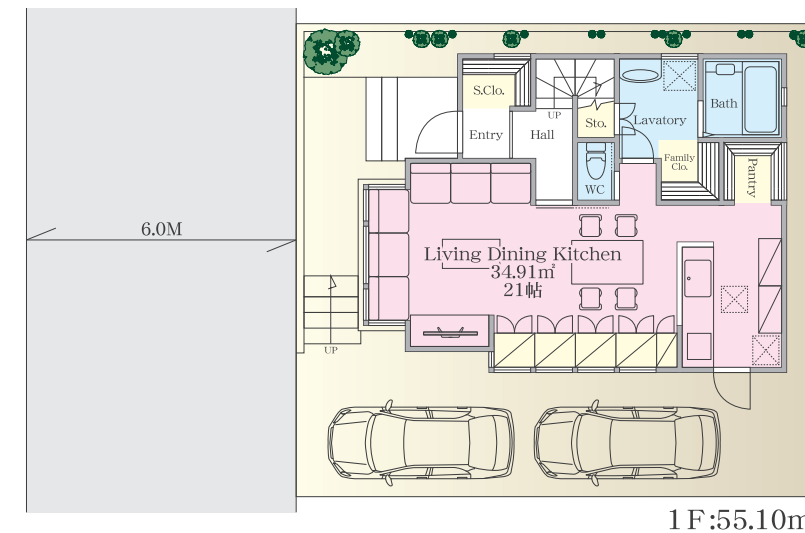 S.Clo.
Entry
Hall
UP
Sto.
Lavatory
Bath
WC
Family
Clo.
Pantry
6.0M
Living Dining Kitchen
34.91㎡
21帖
UP
1F:55.10m